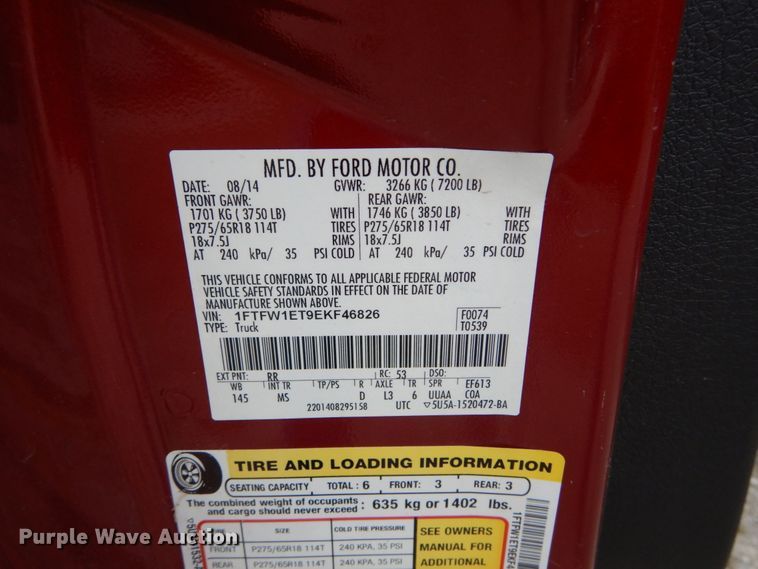 MFD. BY FORD MOTOR CO.
DATE: 08/14 GVWR: 3266 KG ( 7200 LB)
FRONT GAWR: REAR GAWR:
1701 KG ( 3750 LB) WITH 1746 KG ( 3850 LB) WITH
P275/65R18 114T TIRES P275/65R18 114T TIRES
18x7.5J RIMS 18x7.5J RIMS
AT 240 kPa/ 35 PSI COLD AT 240 kPa/ 35 PSI COLD
THIS VEHICLE CONFORMS TO ALL APPLICABLE FEDERAL MOTOR
VEHICLE SAFETY STANDARDS IN EFFECT ON THE DATE OF
MANUFACTURE SHOWN ABOVE.
VIN: 1FTFW1ET9EKF46826 F0074
TYPE: Truck T0539
EXT PNT: RR RC: 53 DSO:
WB INT TR TP/PS R AXLE TR SPR EF613
145 MS D L3 6 UUAA COA
2201408295158 UTC ▽5U5A-1520472-BA
TIRE AND LOADING INFORMATION
SEATING CAPACITY TOTAL : 6 FRONT: 3 REAR: 3
The combined weight of occupants
and cargo should never exceed : 635 kg or 1402 lbs.
TIRE SIZE COLD TIRE PRESSURE SEE OWNERS
FRONT P275/65R18 114T 240 KPA, 35 PSI MANUAL FOR
REAR P275/65R18 114T 240 KPA, 35 PSI ADDITIONAL
1FTFW1ET9EKF4
Purple Wave Auction